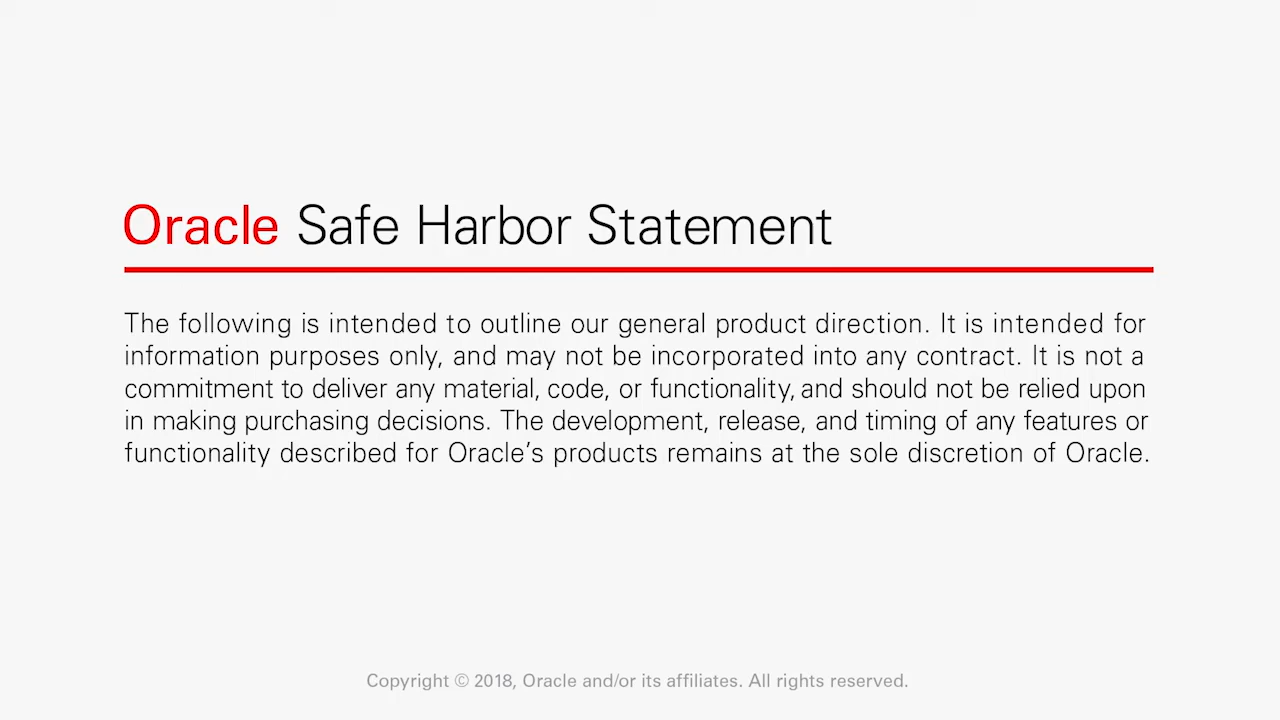 Oracle Safe Harbor Statement
The following is intended to outline our general product direction. It is intended for
information purposes only, and may not be incorporated into any contract. It is not a
commitment to deliver any material, code, or functionality, and should not be relied upon
in making purchasing decisions. The development, release, and timing of any features or
functionality described for Oracle’s products remains at the sole discretion of Oracle.
Copyright © 2018, Oracle and/or its affiliates. All rights reserved.